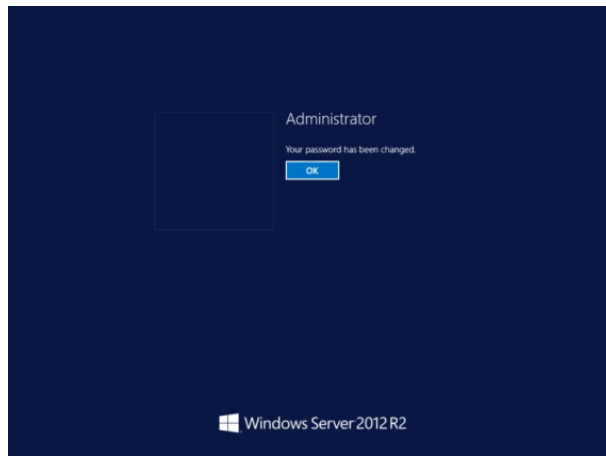 Administrator
Your password has been changed.
OK
Windows Server 2012 R2